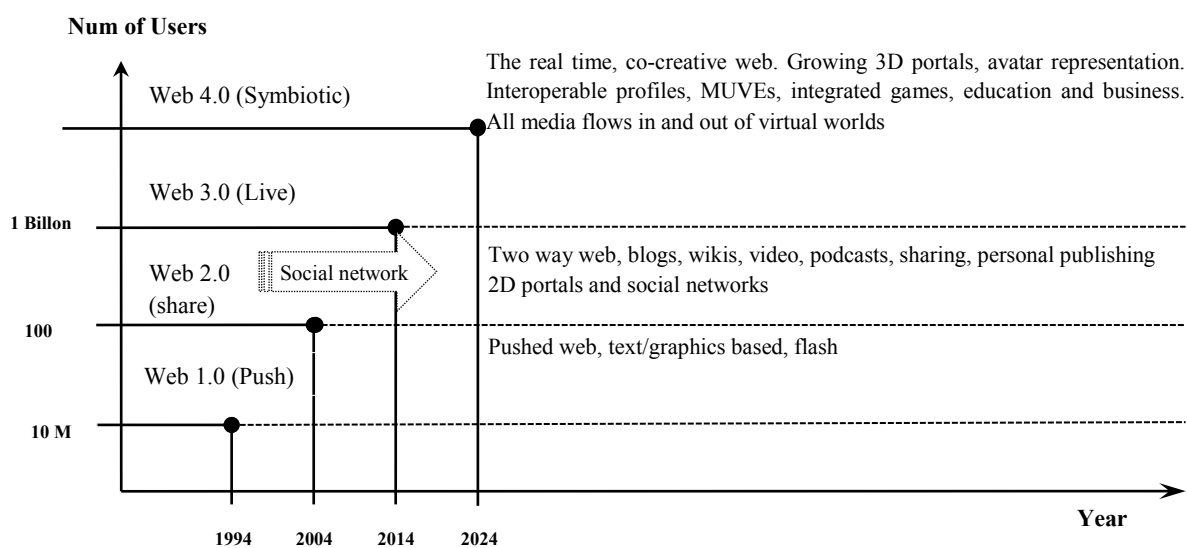 Num of Users
The real time, co-creative web. Growing 3D portals, avatar representation.
Interoperable profiles, MUVEs, integrated games, education and business.
All media flows in and out of virtual worlds
Web 4.0 (Symbiotic)
Web 3.0 (Live)
1 Billon
Two way web, blogs, wikis, video, podcasts, sharing, personal publishing
2D portals and social networks
Social network
Web 2.0
(share)
100
Pushed web, text/graphics based, flash
Web 1.0 (Push)
10 M
Year
1994 2004 2014 2024